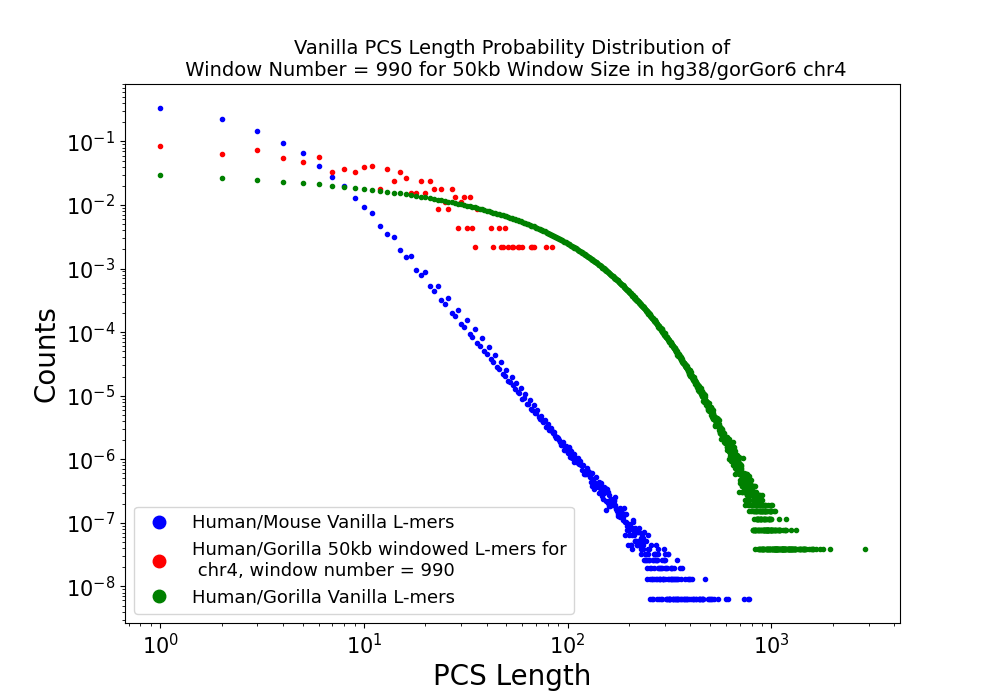 Vanilla PCS Length Probability Distribution of
Window Number = 990 for 50kb Window Size in hg38/gorGor6 chr4
Counts
10^-1
10^-2
10^-3
10^-4
10^-5
10^-6
10^-7
10^-8
Human/Mouse Vanilla L-mers
Human/Gorilla 50kb windowed L-mers for
chr4, window number = 990
Human/Gorilla Vanilla L-mers
10^0 10^1 10^2 10^3
PCS Length